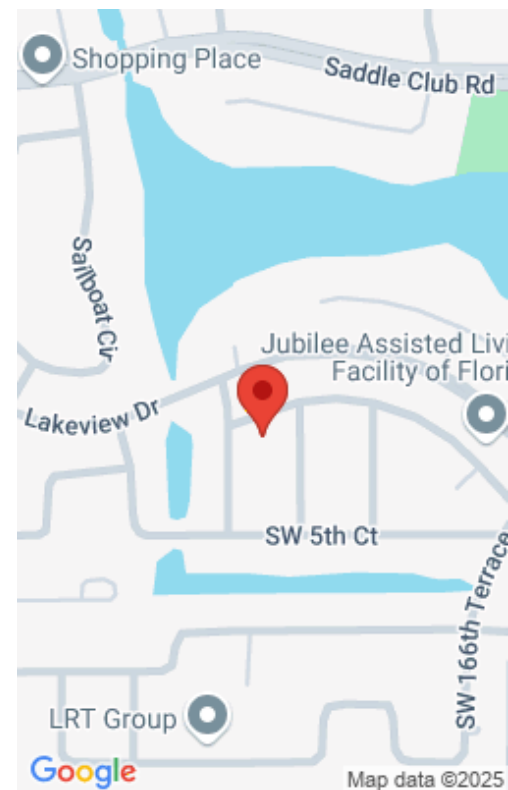 Shopping Place
Saddle Club Rd
Sailboat Cir
Jubilee Assisted Livi
Facility of Flori
Lakeview Dr
SW 5th Ct
SW 166th Terrace
LRT Group
Google
Map data ©2025